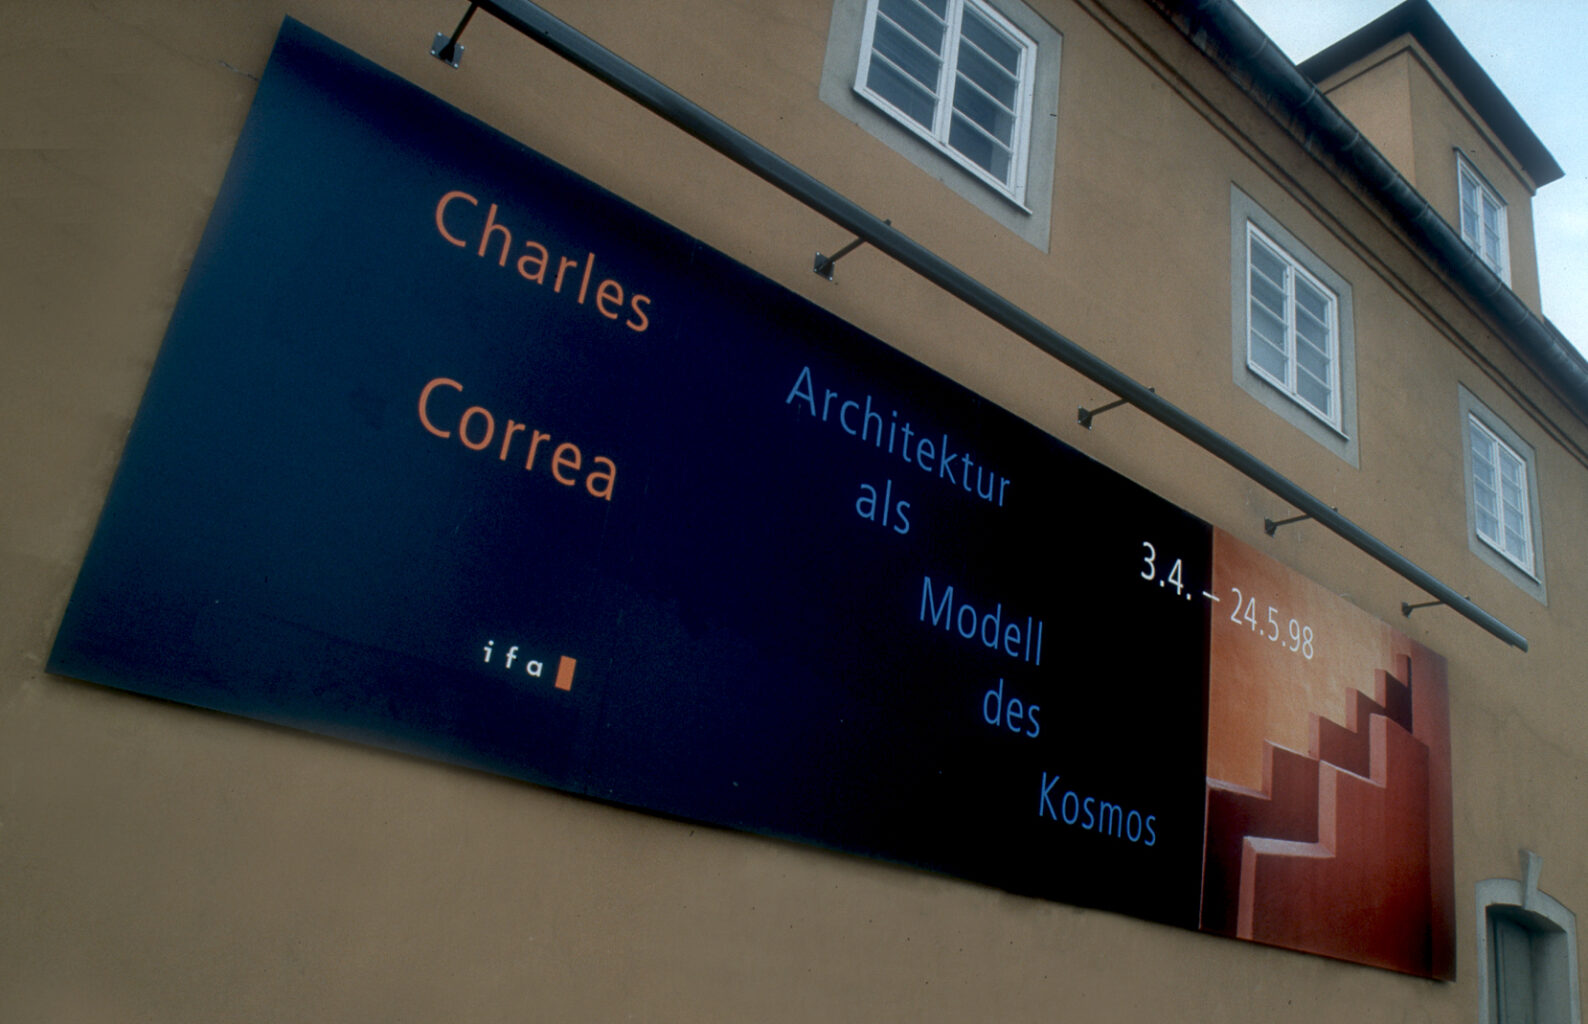 Charles
Correa
ifa
Architektur
als
Modell
des
Kosmos
3.4. – 24.5.98